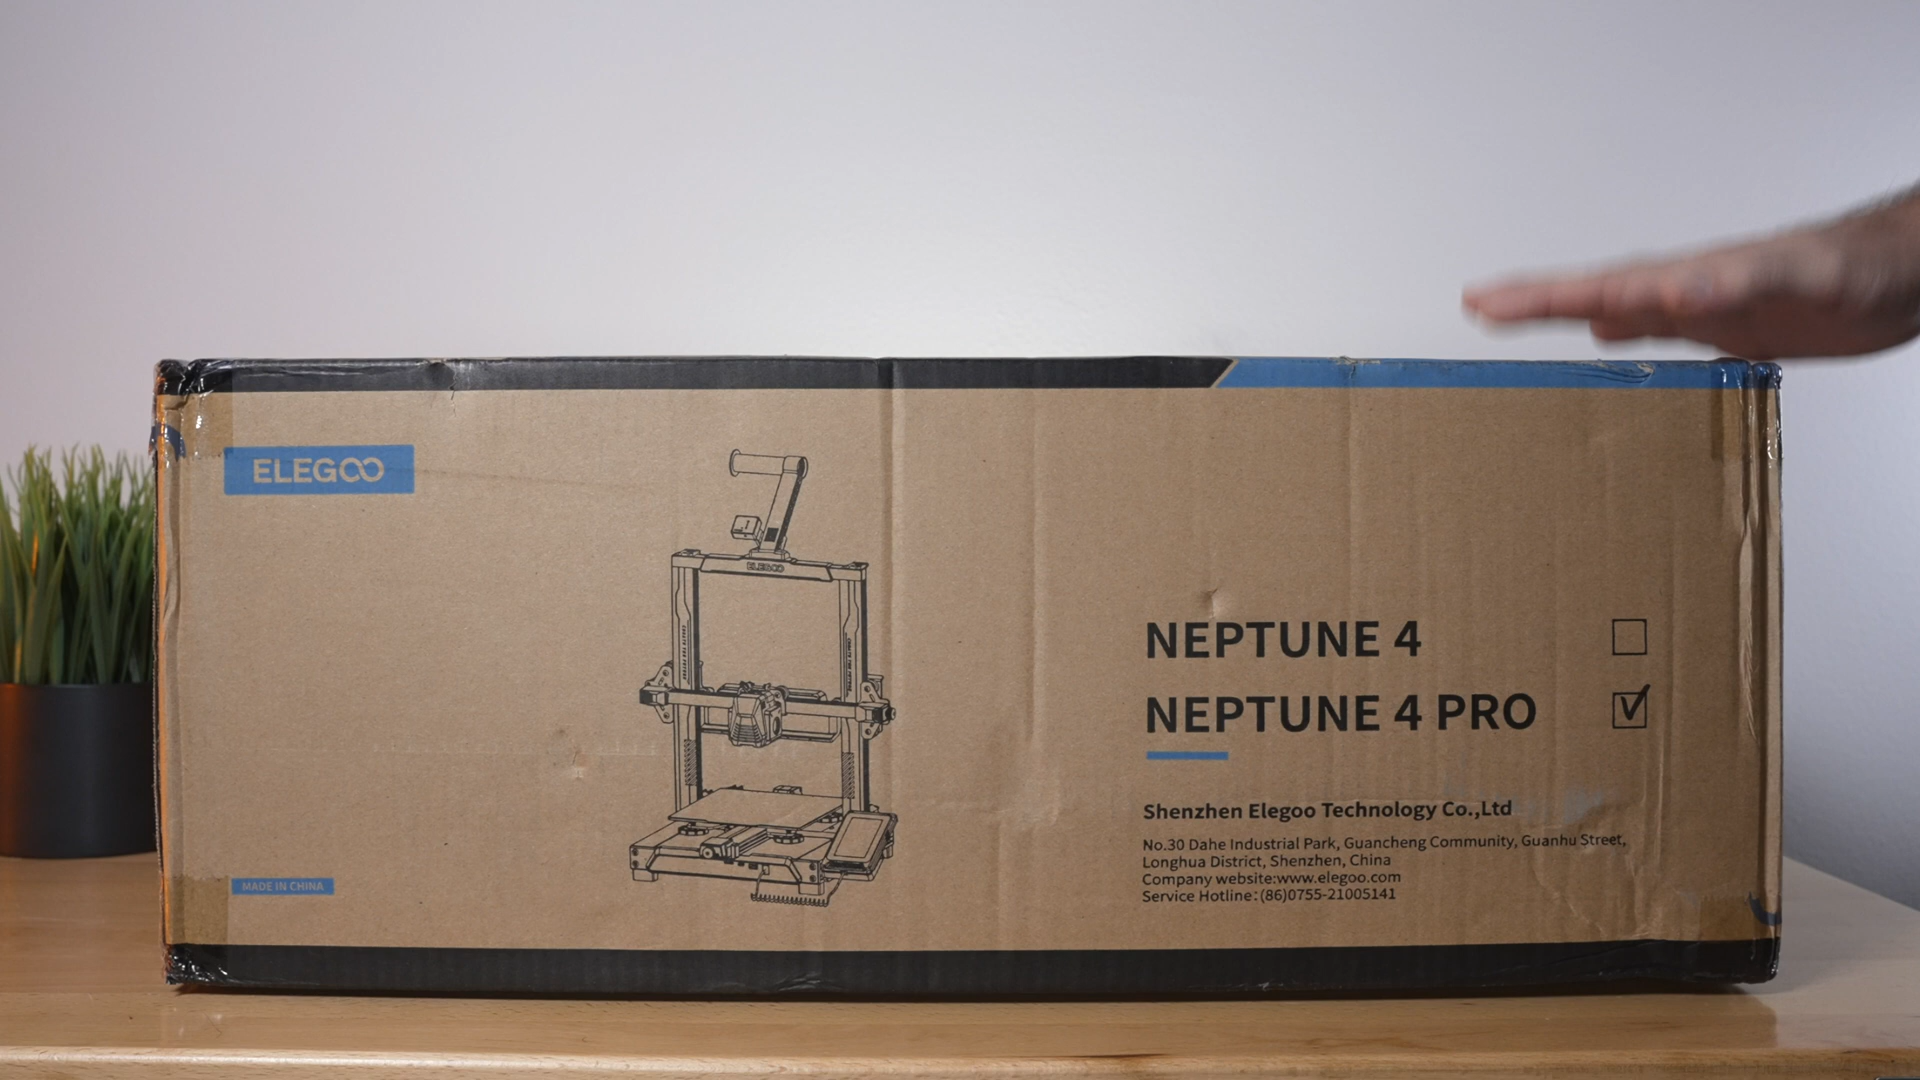 ELEGOO
ELEGOO
NEPTUNE 4
NEPTUNE 4 PRO
Shenzhen Elegoo Technology Co.,Ltd
No.30 Dahe Industrial Park, Guancheng Community, Guanhu Street,
Longhua District, Shenzhen, China
Company website:www.elegoo.com
Service Hotline:(86)0755-21005141
MADE IN CHINA